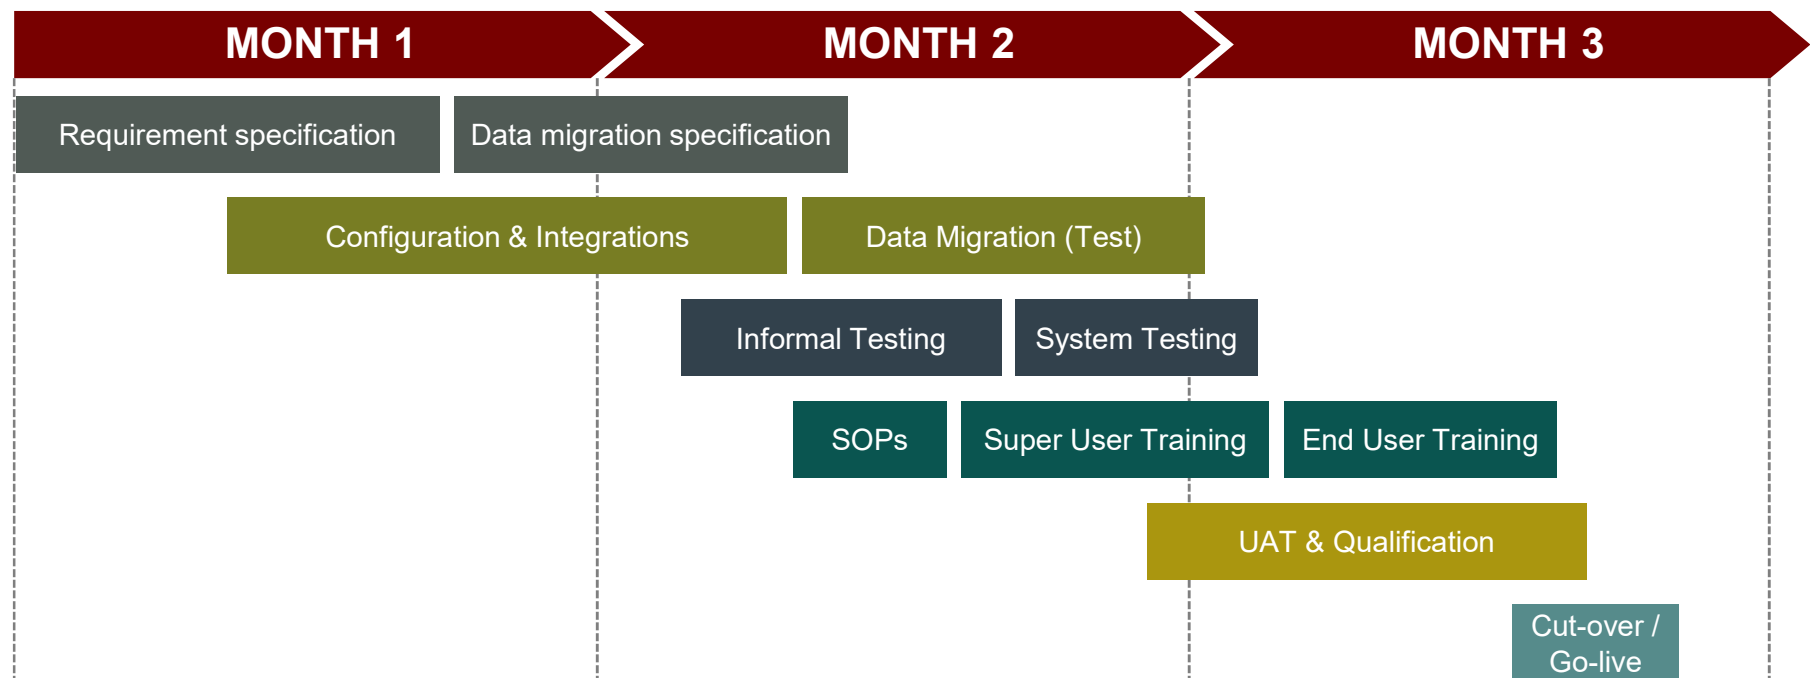 MONTH 1
MONTH 2
MONTH 3
Requirement specification
Data migration specification
Configuration & Integrations
Data Migration (Test)
Informal Testing
System Testing
SOPs
Super User Training
End User Training
UAT & Qualification
Cut-over /
Go-live